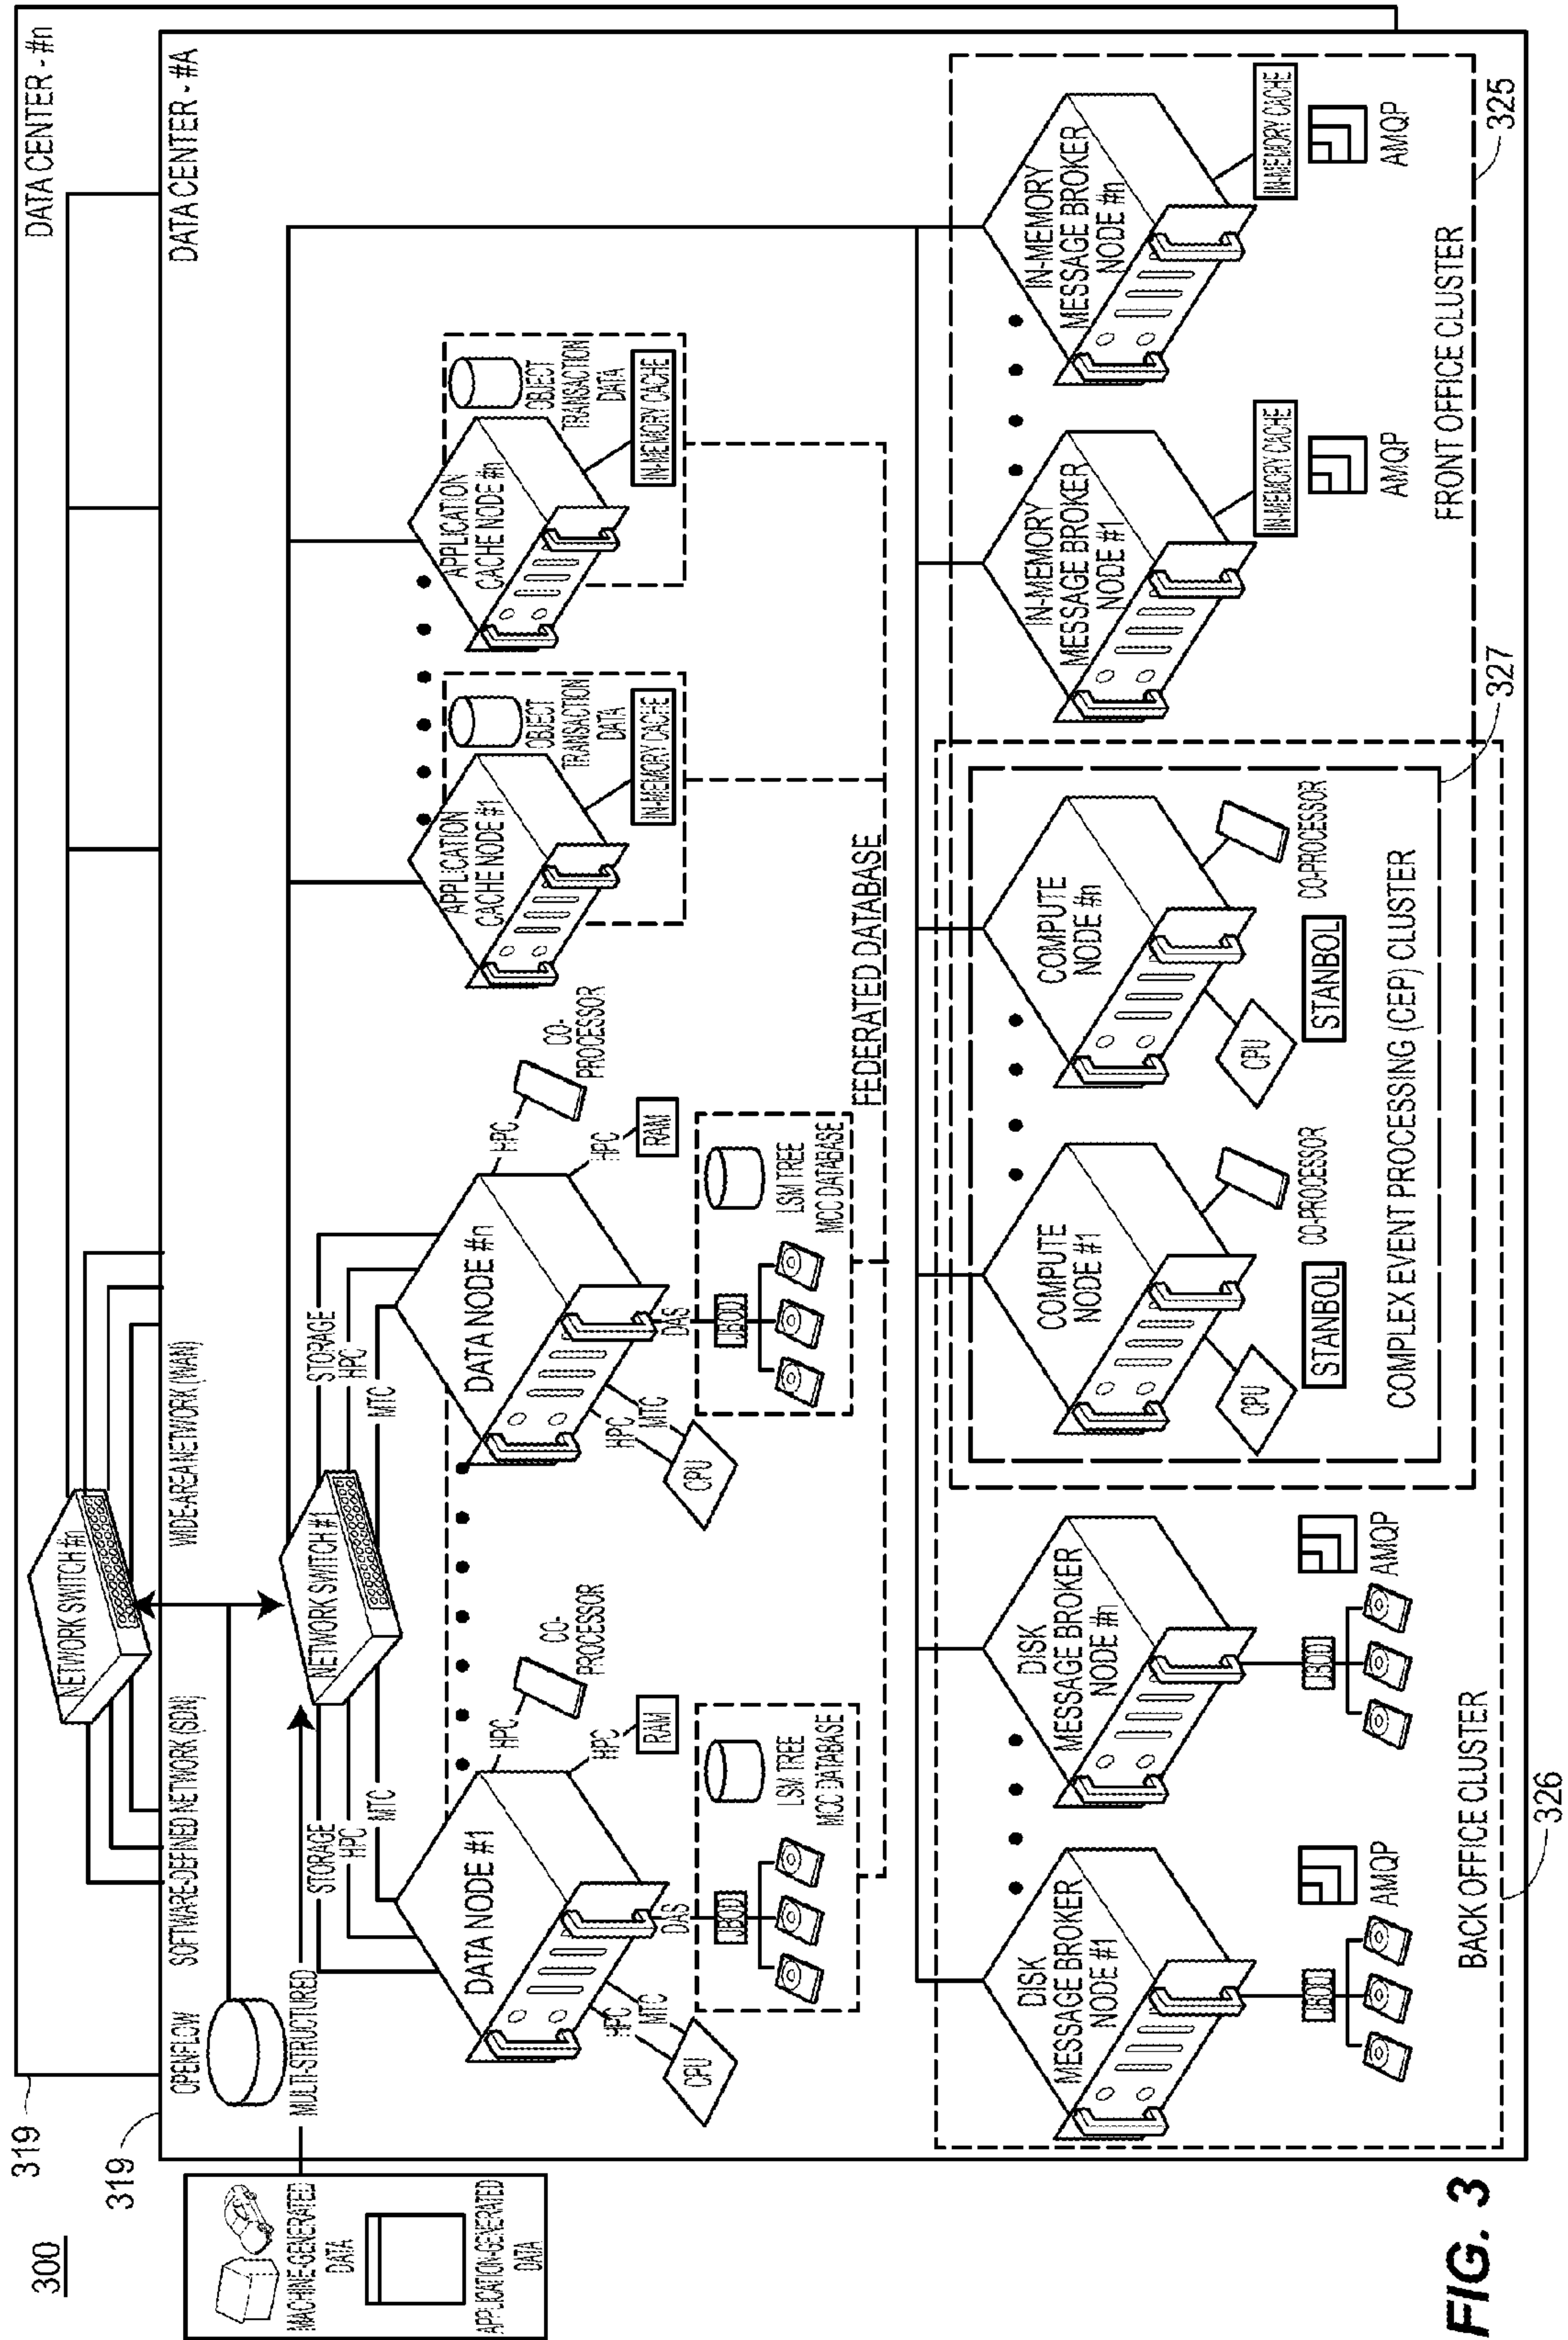 300
319
319
DATA CENTER - #n
DATA CENTER - #A
NETWORK SWITCH #n
OPENFLOW
SOFTWARE-DEFINED NETWORK (SDN)
WIDE-AREA NETWORK (WAN)
MACHINE-GENERATED
DATA
APPLICATION-GENERATED
DATA
MULTI-STRUCTURED
NETWORK SWITCH #1
STORAGE
HPC
MTC
STORAGE
HPC
MTC
DATA NODE #1
HPC
CO-
PROCESSOR
HPC
RAM
HPC
MTC
CPU
DAS
JBOD
LSM TREE
MCC DATABASE
DATA NODE #n
HPC
CO-
PROCESSOR
HPC
RAM
HPC
MTC
CPU
DAS
JBOD
LSM TREE
MCC DATABASE
APPLICATION
CACHE NODE #1
OBJECT
TRANSACTION
DATA
IN-MEMORY CACHE
APPLICATION
CACHE NODE #n
OBJECT
TRANSACTION
DATA
IN-MEMORY CACHE
FEDERATED DATABASE
DISK
MESSAGE BROKER
NODE #1
JBOD
AMQP
DISK
MESSAGE BROKER
NODE #n
JBOD
AMQP
BACK OFFICE CLUSTER
326
COMPUTE
NODE #1
CPU
STANBOL
CO-PROCESSOR
COMPUTE
NODE #n
CPU
STANBOL
CO-PROCESSOR
COMPLEX EVENT PROCESSING (CEP) CLUSTER
327
IN-MEMORY
MESSAGE BROKER
NODE #1
IN-MEMORY CACHE
AMQP
IN-MEMORY
MESSAGE BROKER
NODE #n
IN-MEMORY CACHE
AMQP
FRONT OFFICE CLUSTER
325
FIG. 3